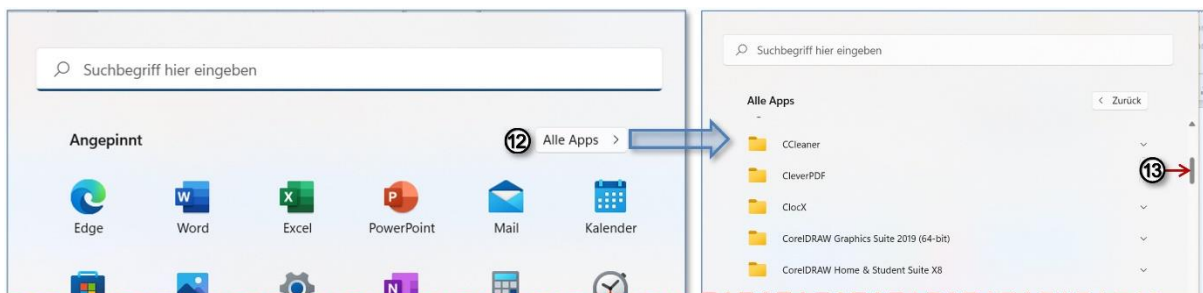 Suchbegriff hier eingeben
Angepinnt
⑫ Alle Apps >
Edge Word Excel PowerPoint Mail Kalender
Suchbegriff hier eingeben
Alle Apps < Zurück
CCleaner
CleverPDF
⑬
ClocX
CorelDRAW Graphics Suite 2019 (64-bit)
CorelDRAW Home & Student Suite X8